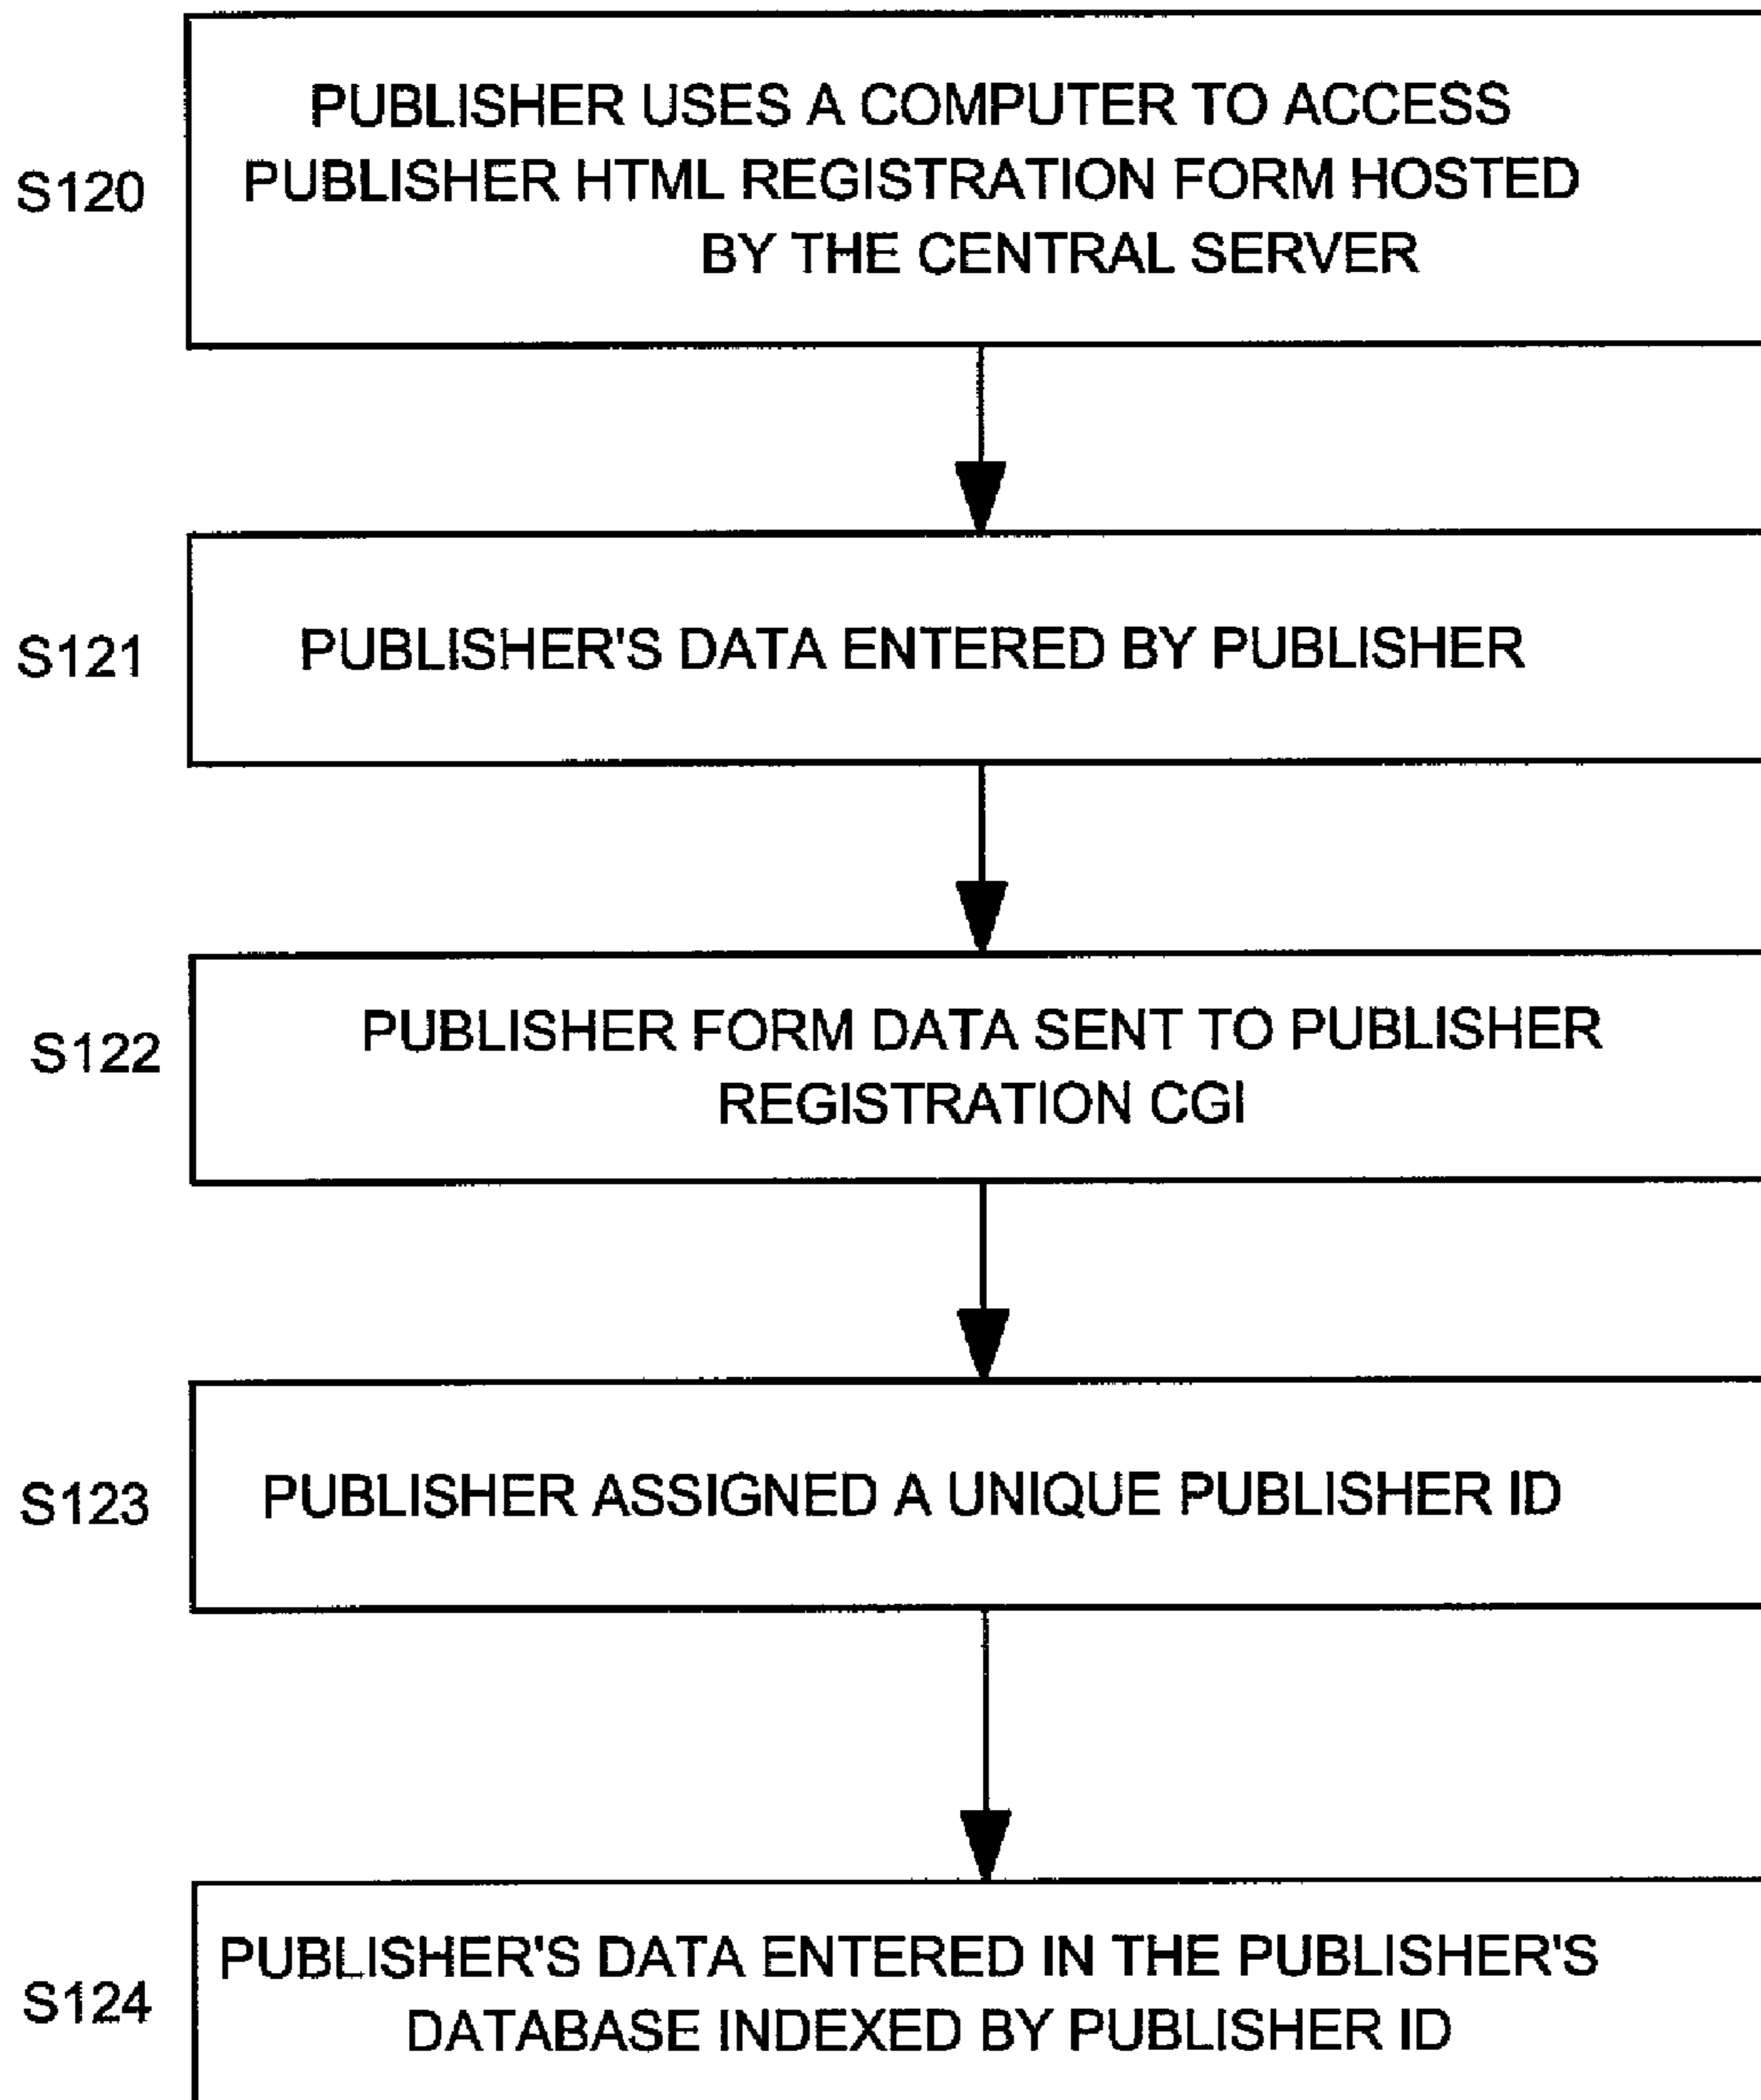 S120
PUBLISHER USES A COMPUTER TO ACCESS
PUBLISHER HTML REGISTRATION FORM HOSTED
BY THE CENTRAL SERVER
S121
PUBLISHER'S DATA ENTERED BY PUBLISHER
S122
PUBLISHER FORM DATA SENT TO PUBLISHER
REGISTRATION CGI
S123
PUBLISHER ASSIGNED A UNIQUE PUBLISHER ID
S124
PUBLISHER'S DATA ENTERED IN THE PUBLISHER'S
DATABASE INDEXED BY PUBLISHER ID